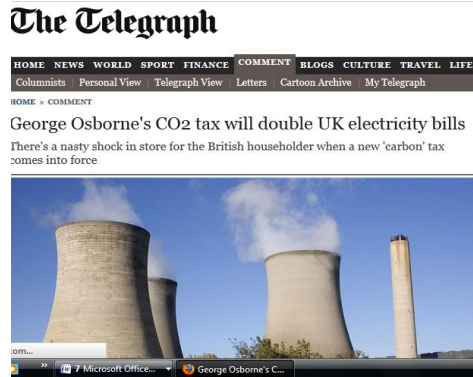 The Telegraph
HOME NEWS WORLD SPORT FINANCE COMMENT BLOGS CULTURE TRAVEL LIFE
Columnists Personal View Telegraph View Letters Cartoon Archive My Telegraph
HOME » COMMENT
George Osborne's CO2 tax will double UK electricity bills
There's a nasty shock in store for the British householder when a new 'carbon' tax
comes into force
com...
» 7 Microsoft Office... George Osborne's C...